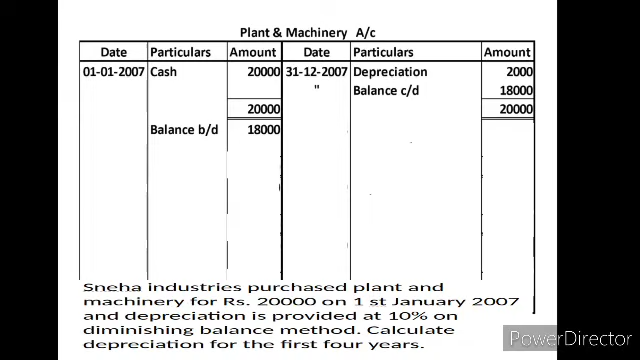 Plant & Machinery A/c
Date Particulars Amount Date Particulars Amount
01-01-2007 Cash 20000 31-12-2007 Depreciation 2000
" Balance c/d 18000
20000 20000
Balance b/d 18000
Sneha industries purchased plant and
machinery for Rs. 20000 on 1 st January 2007
and depreciation is provided at 10% on
diminishing balance method. Calculate
depreciation for the first four years.
PowerDirector